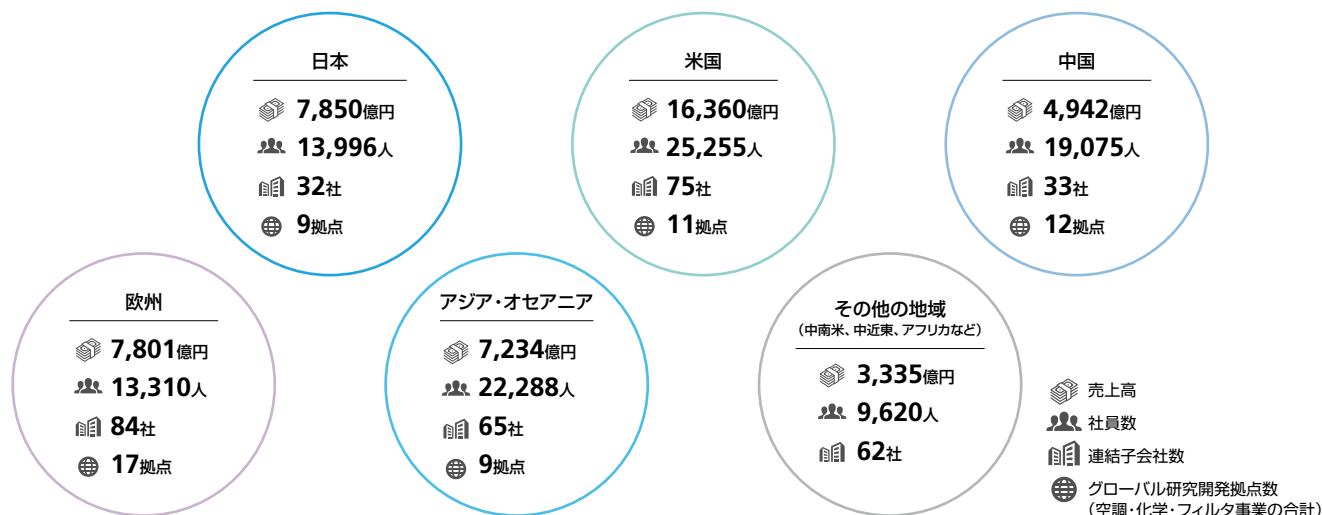 日本
7,850億円
13,996人
32社
9拠点
米国
16,360億円
25,255人
75社
11拠点
中国
4,942億円
19,075人
33社
12拠点
欧州
7,801億円
13,310人
84社
17拠点
アジア・オセアニア
7,234億円
22,288人
65社
9拠点
その他の地域
(中南米、中近東、アフリカなど)
3,335億円
9,620人
62社
売上高
社員数
連結子会社数
グローバル研究開発拠点数
(空調・化学・フィルタ事業の合計)